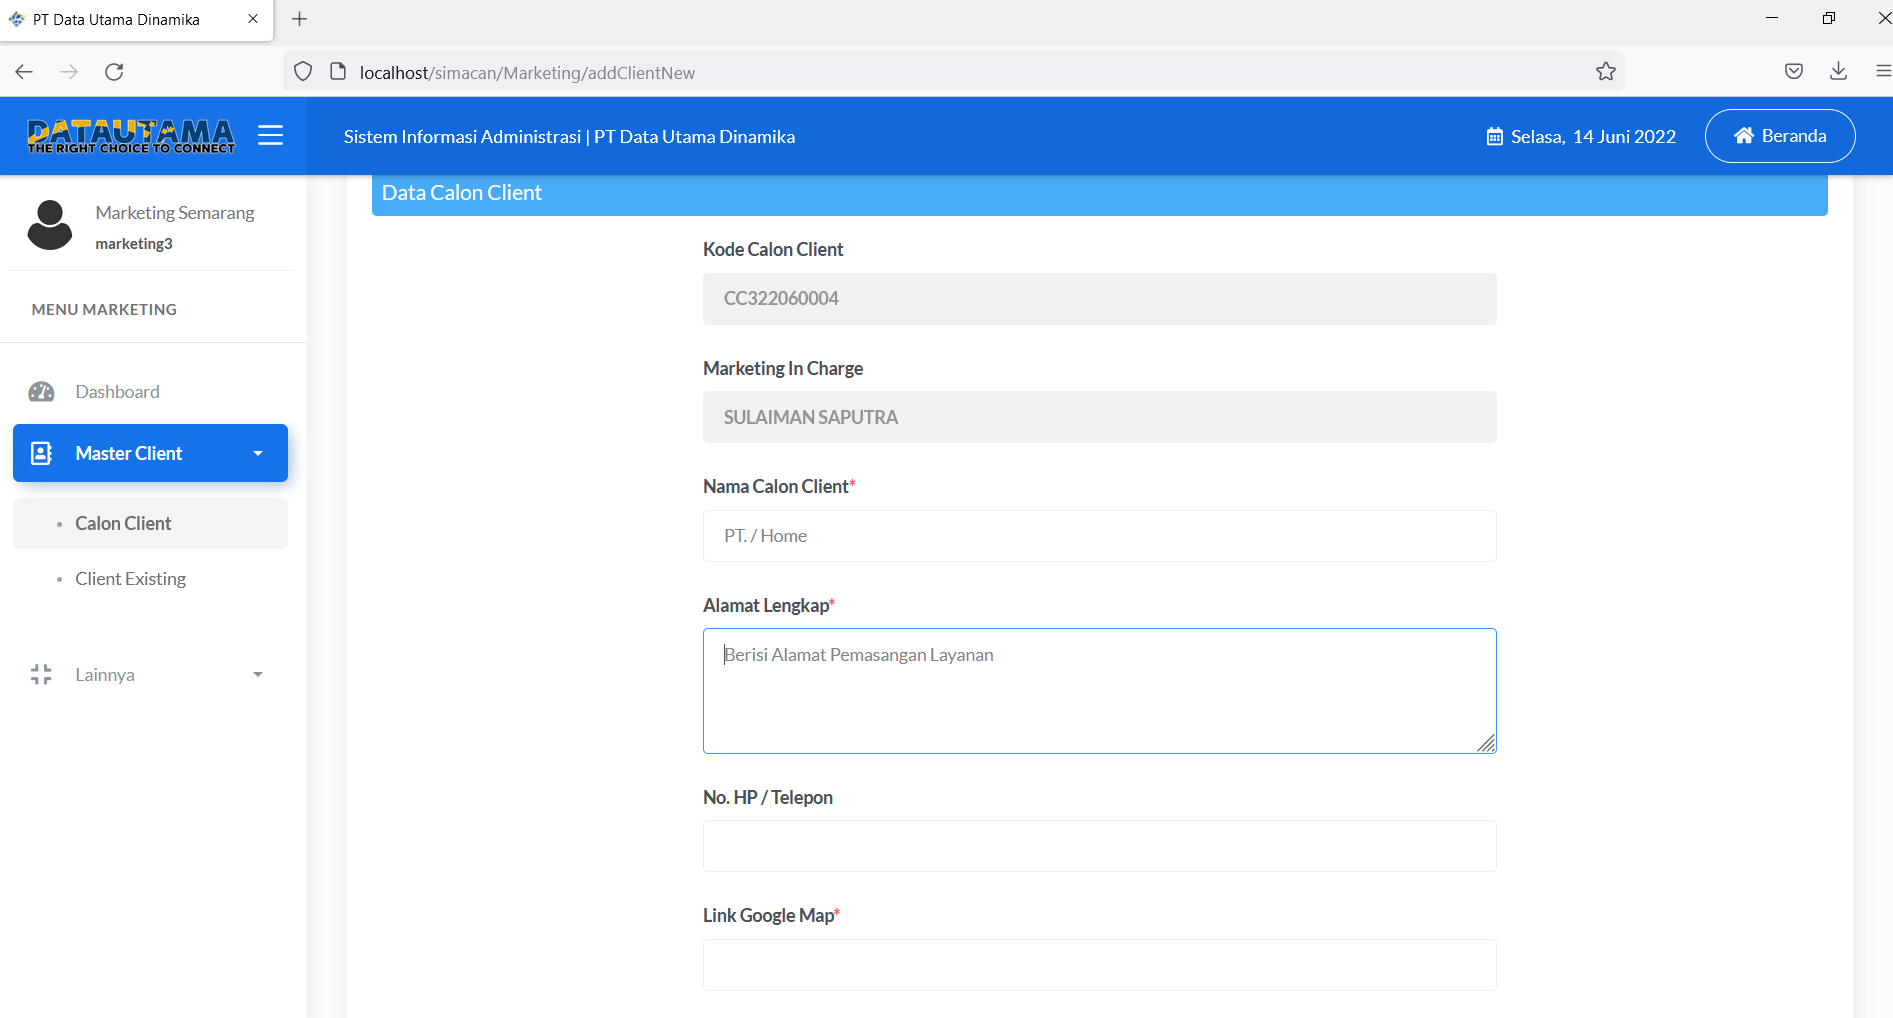 PT Data Utama Dinamika
localhost/simacan/Marketing/addClientNew
DATAUTAMA
THE RIGHT CHOICE TO CONNECT
Sistem Informasi Administrasi | PT Data Utama Dinamika
Selasa, 14 Juni 2022
Beranda
Marketing Semarang
marketing3
MENU MARKETING
Dashboard
Master Client
Calon Client
Client Existing
Lainnya
Data Calon Client
Kode Calon Client
CC322060004
Marketing In Charge
SULAIMAN SAPUTRA
Nama Calon Client*
PT. / Home
Alamat Lengkap*
Berisi Alamat Pemasangan Layanan
No. HP / Telepon
Link Google Map*